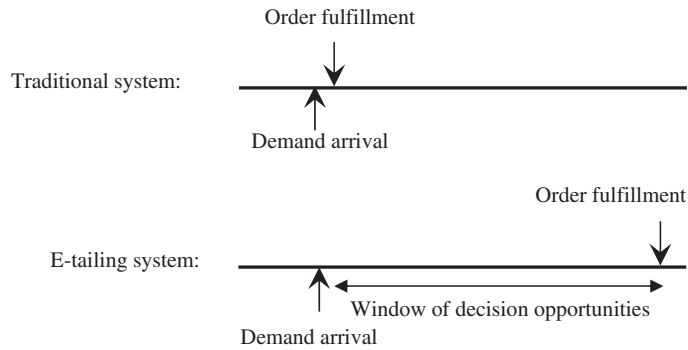 Order fulfillment
Traditional system:
Demand arrival
Order fulfillment
E-tailing system:
Window of decision opportunities
Demand arrival